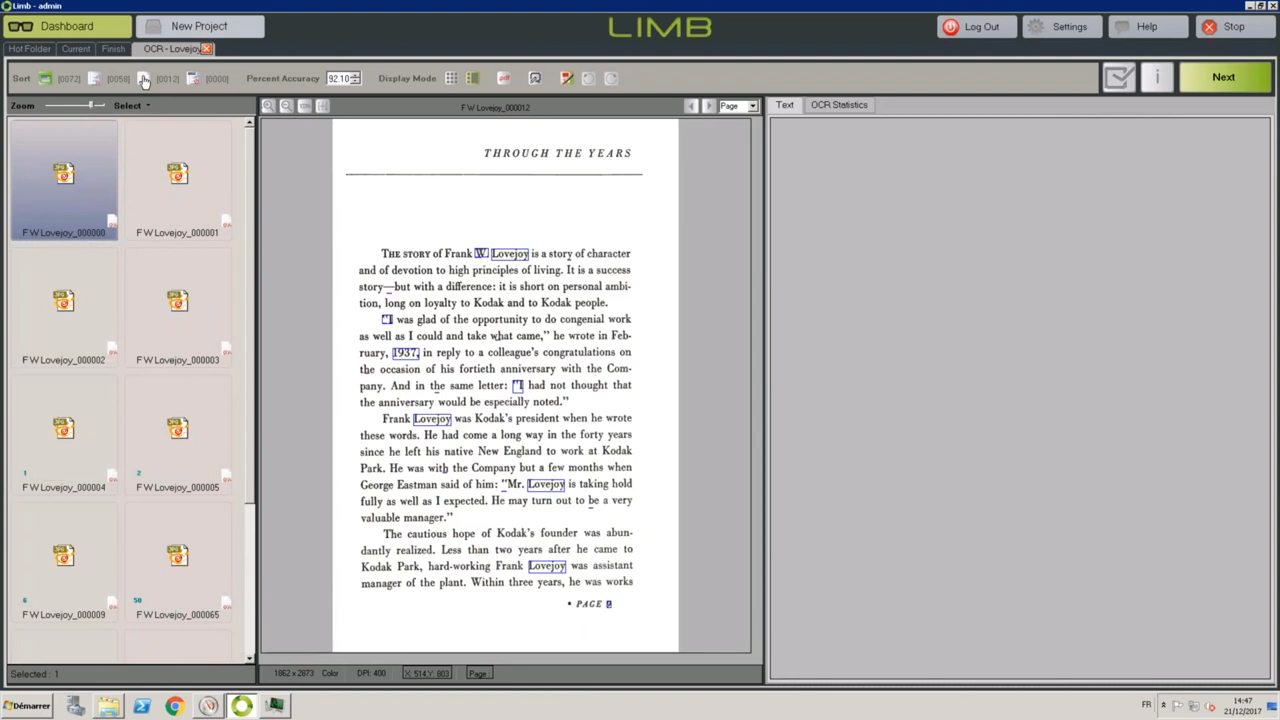 Limb - admin
Dashboard
New Project
LIMB
Log Out
Settings
Help
Stop
Hot Folder
Current
Finish
OCR - Lovejoy
Sort
[0072]
[0058]
[0012]
[0000]
Percent Accuracy
92.10
Display Mode
Next
Zoom
Select
F W Lovejoy_000012
Page
Text
OCR Statistics
F W Lovejoy_000000
F W Lovejoy_000001
F W Lovejoy_000002
F W Lovejoy_000003
1
F W Lovejoy_000004
2
F W Lovejoy_000005
6
F W Lovejoy_000009
58
F W Lovejoy_000065
THROUGH THE YEARS
THE STORY of Frank W. Lovejoy is a story of character
and of devotion to high principles of living. It is a success
story—but with a difference: it is short on personal ambi-
tion, long on loyalty to Kodak and to Kodak people.
"I was glad of the opportunity to do congenial work
as well as I could and take what came," he wrote in Feb-
ruary, 1937, in reply to a colleague's congratulations on
the occasion of his fortieth anniversary with the Com-
pany. And in the same letter: "I had not thought that
the anniversary would be especially noted."
Frank Lovejoy was Kodak's president when he wrote
these words. He had come a long way in the forty years
since he left his native New England to work at Kodak
Park. He was with the Company but a few months when
George Eastman said of him: "Mr. Lovejoy is taking hold
fully as well as I expected. He may turn out to be a very
valuable manager."
The cautious hope of Kodak's founder was abun-
dantly realized. Less than two years after he came to
Kodak Park, hard-working Frank Lovejoy was assistant
manager of the plant. Within three years, he was works
• PAGE 9
Selected : 1
1862 x 2873
Color
DPI: 400
X: 514,Y: 803
Page :
Démarrer
FR
14:47
21/12/2017